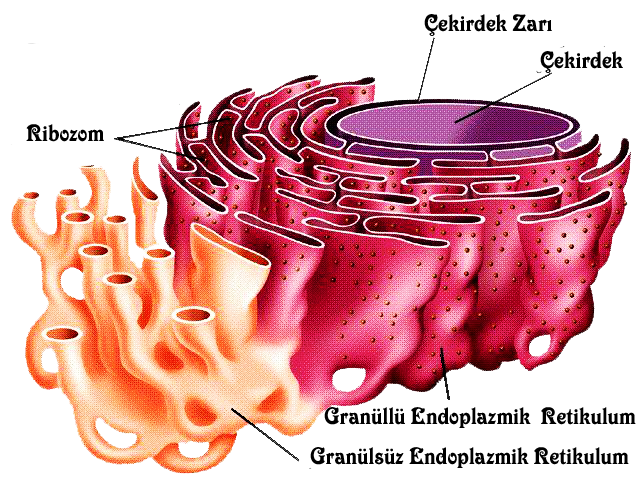 Çekirdek Zarı
Çekirdek
Ribozom
Granüllü Endoplazmik Retikulum
Granülsüz Endoplazmik Retikulum